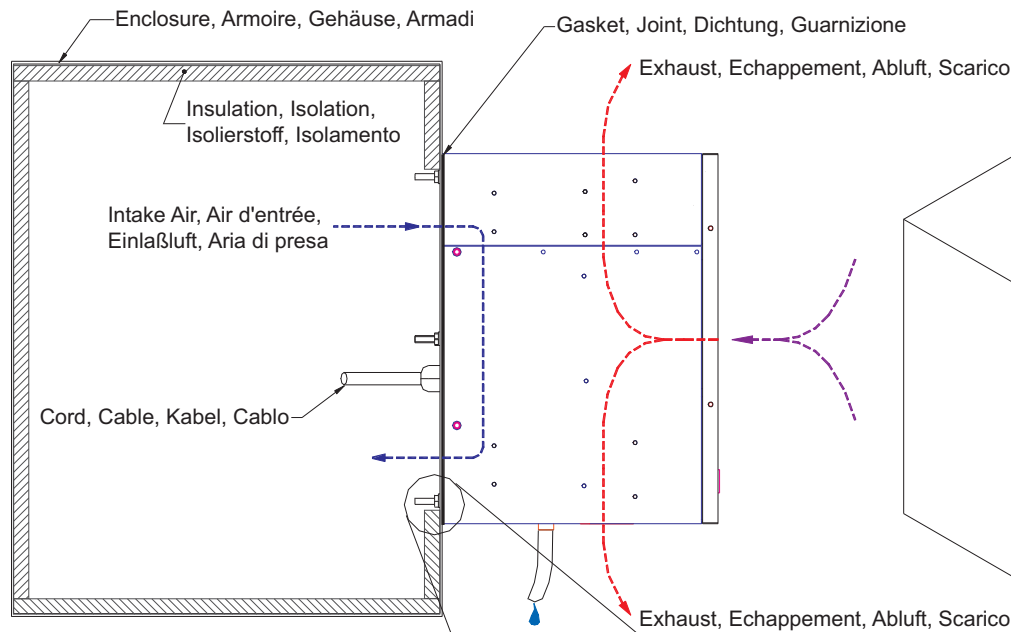 Enclosure, Armoire, Gehäuse, Armadi
Gasket, Joint, Dichtung, Guarnizione
Exhaust, Echappement, Abluft, Scarico
Insulation, Isolation,
Isolierstoff, Isolamento
Intake Air, Air d'entrée,
Einlaßluft, Aria di presa
Cord, Cable, Kabel, Cablo
Exhaust, Echappement, Abluft, Scarico